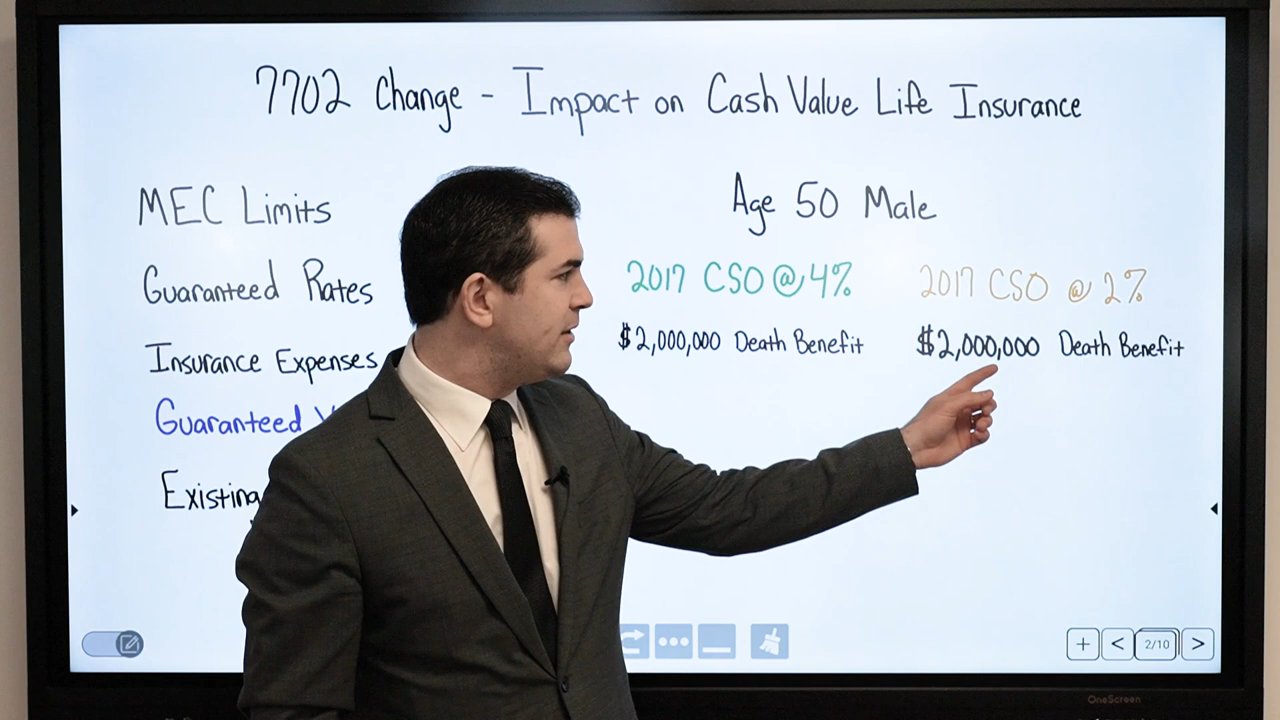 7702 Change - Impact on Cash Value Life Insurance
MEC Limits
Guaranteed Rates
Insurance Expenses
Guaranteed
Existing
Age 50 Male
2017 CSO @ 4%
$2,000,000 Death Benefit
2017 CSO @ 2%
$2,000,000 Death Benefit
+ < 2/10 >
OneScreen